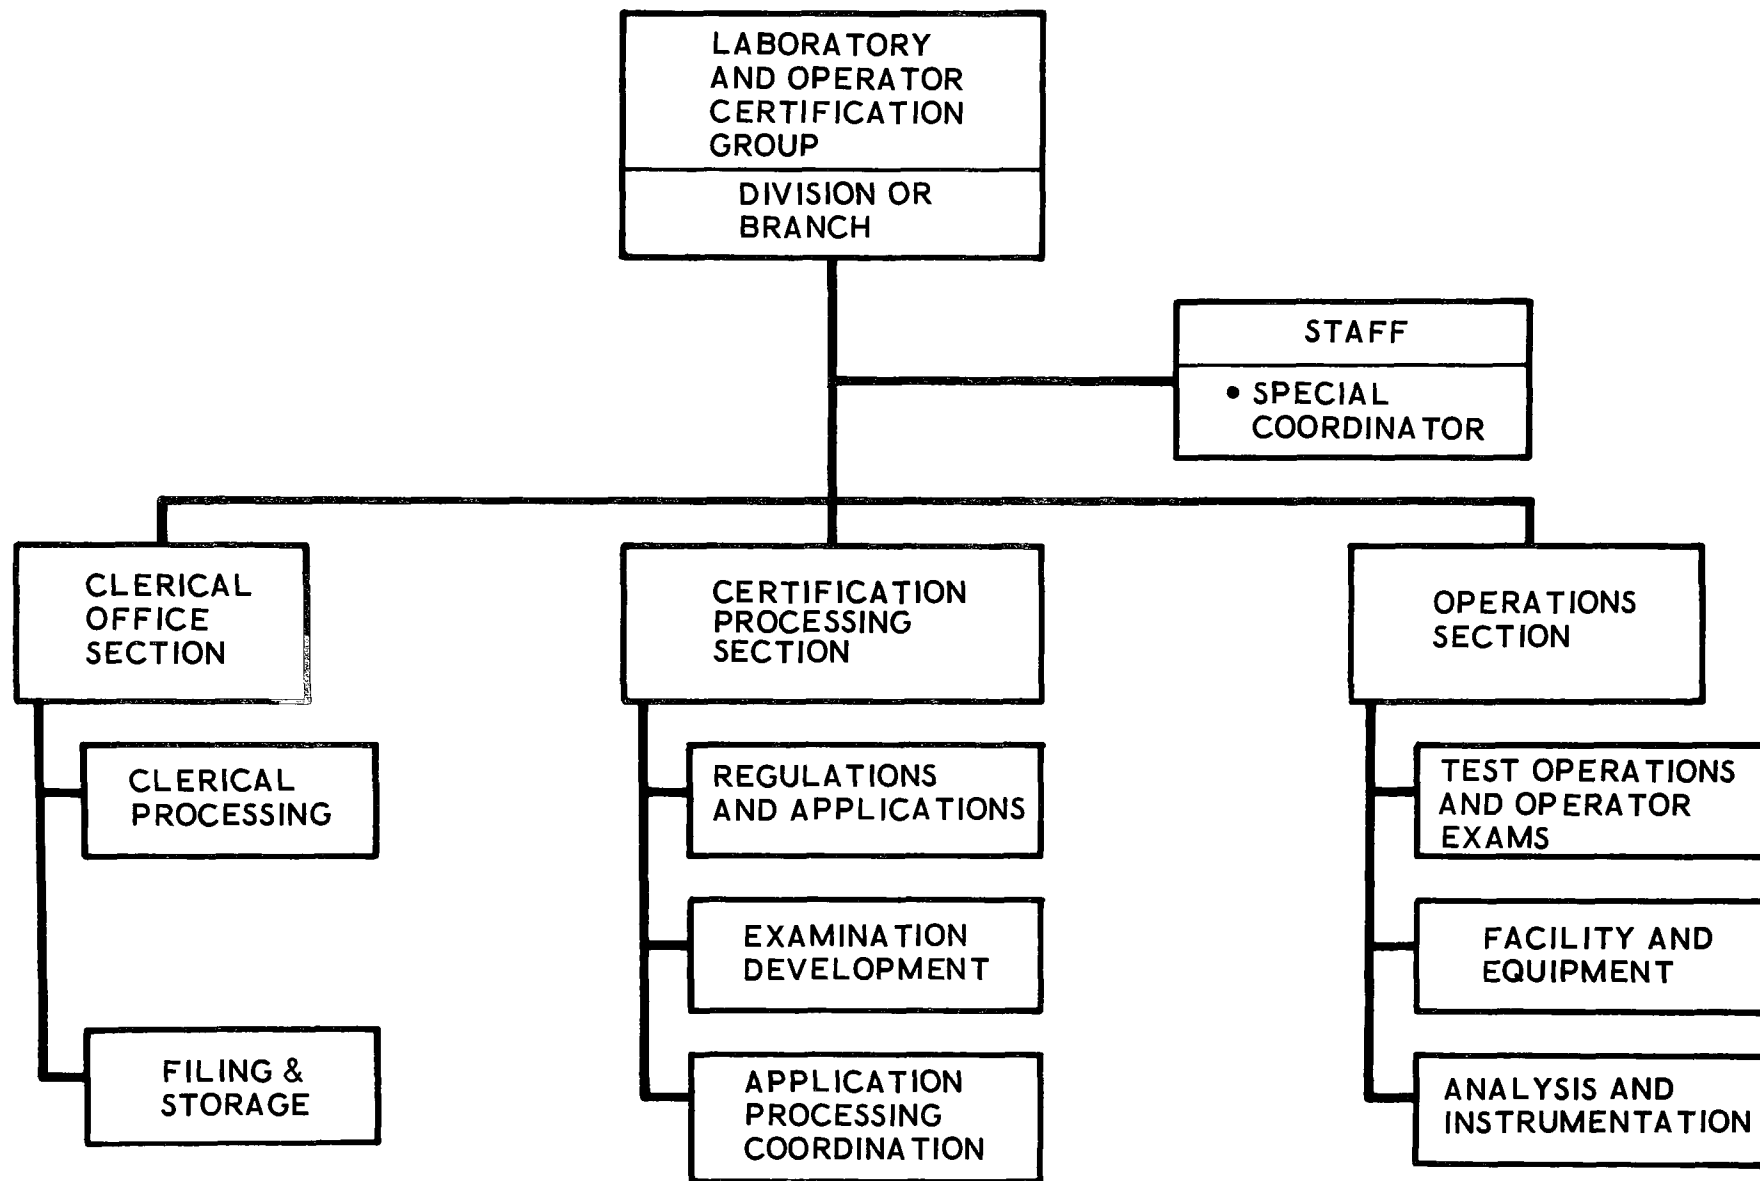 LABORATORY
AND OPERATOR
CERTIFICATION
GROUP
DIVISION OR
BRANCH
STAFF
• SPECIAL
COORDINATOR
CLERICAL
OFFICE
SECTION
CLERICAL
PROCESSING
FILING &
STORAGE
CERTIFICATION
PROCESSING
SECTION
REGULATIONS
AND APPLICATIONS
EXAMINATION
DEVELOPMENT
APPLICATION
PROCESSING
COORDINATION
OPERATIONS
SECTION
TEST OPERATIONS
AND OPERATOR
EXAMS
FACILITY AND
EQUIPMENT
ANALYSIS AND
INSTRUMENTATION